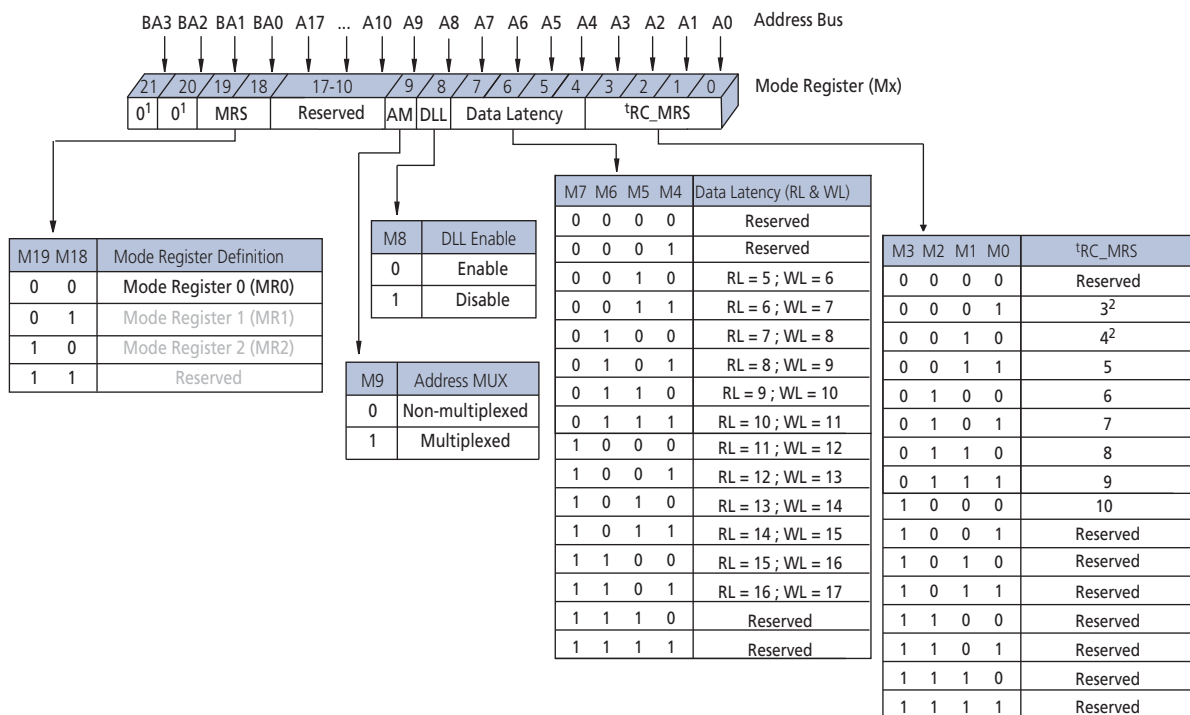 BA3 BA2 BA1 BA0 A17 ... A10 A9 A8 A7 A6 A5 A4 A3 A2 A1 A0 Address Bus
21 20 19 18 17-10 9 8 7 6 5 4 3 2 1 0 Mode Register (Mx)
0¹ 0¹ MRS Reserved AM DLL Data Latency ᵗRC_MRS
M19 M18 Mode Register Definition
0 0 Mode Register 0 (MR0)
0 1 Mode Register 1 (MR1)
1 0 Mode Register 2 (MR2)
1 1 Reserved
M8 DLL Enable
0 Enable
1 Disable
M9 Address MUX
0 Non-multiplexed
1 Multiplexed
M7 M6 M5 M4 Data Latency (RL & WL)
0 0 0 0 Reserved
0 0 0 1 Reserved
0 0 1 0 RL = 5 ; WL = 6
0 0 1 1 RL = 6 ; WL = 7
0 1 0 0 RL = 7 ; WL = 8
0 1 0 1 RL = 8 ; WL = 9
0 1 1 0 RL = 9 ; WL = 10
0 1 1 1 RL = 10 ; WL = 11
1 0 0 0 RL = 11 ; WL = 12
1 0 0 1 RL = 12 ; WL = 13
1 0 1 0 RL = 13 ; WL = 14
1 0 1 1 RL = 14 ; WL = 15
1 1 0 0 RL = 15 ; WL = 16
1 1 0 1 RL = 16 ; WL = 17
1 1 1 0 Reserved
1 1 1 1 Reserved
M3 M2 M1 M0 ᵗRC_MRS
0 0 0 0 Reserved
0 0 0 1 3²
0 0 1 0 4²
0 0 1 1 5
0 1 0 0 6
0 1 0 1 7
0 1 1 0 8
0 1 1 1 9
1 0 0 0 10
1 0 0 1 Reserved
1 0 1 0 Reserved
1 0 1 1 Reserved
1 1 0 0 Reserved
1 1 0 1 Reserved
1 1 1 0 Reserved
1 1 1 1 Reserved